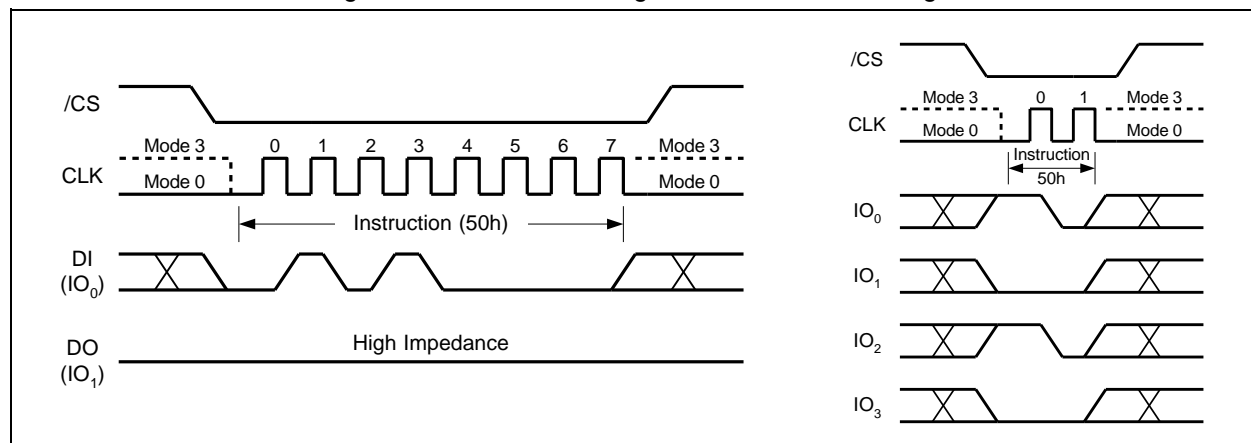 /CS
Mode 3 0 1 2 3 4 5 6 7 Mode 3
CLK
Mode 0 Mode 0
Instruction (50h)
DI
(IO0)
High Impedance
DO
(IO1)
/CS
Mode 3 0 1 Mode 3
CLK
Mode 0 Mode 0
Instruction
50h
IO0
IO1
IO2
IO3